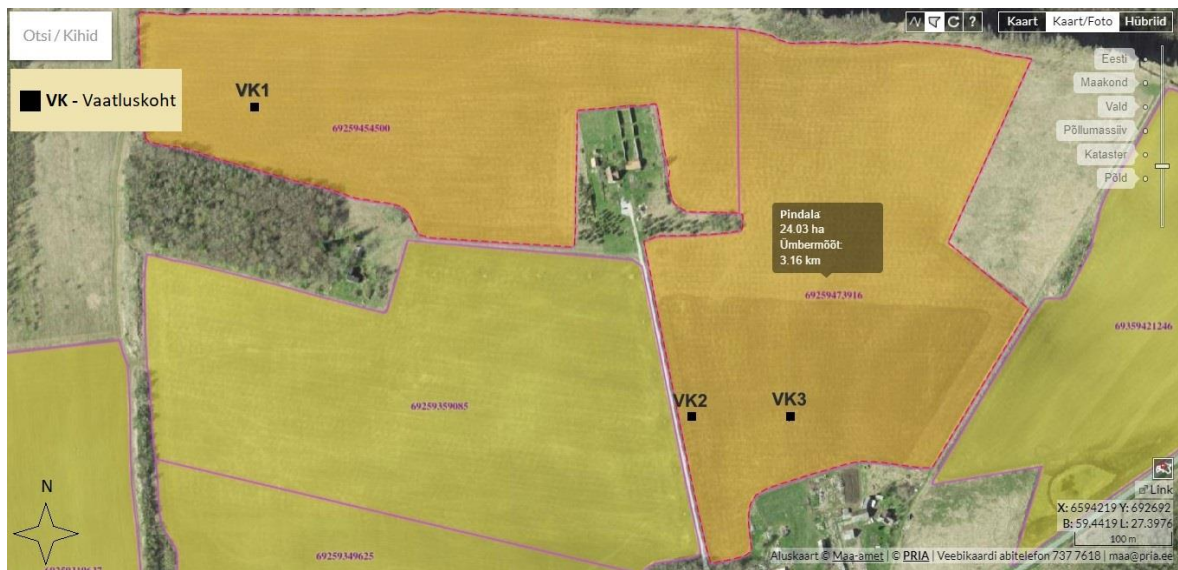 Otsi / Kihid
Kaart Kaart/Foto Hübriid
?
Eesti
Maakond
Vald
Põllumassiiv
Kataster
Põld
VK - Vaatluskoht
VK1
69259454500
Pindala:
24.03 ha
Ümbermõõt:
3.16 km
69259473916
69359421246
69259359085
VK2
VK3
N
69259349625
Link
X: 6594219 Y: 692692
B: 59.4419 L: 27.3976
100 m
Aluskaart © Maa-amet | © PRIA | Veebikaardi abitelefon 737 7618 | maa@pria.ee